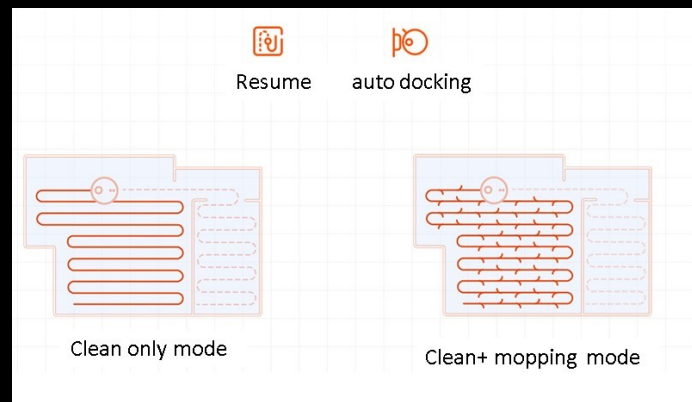 Resume
auto docking
Clean only mode
Clean+ mopping mode